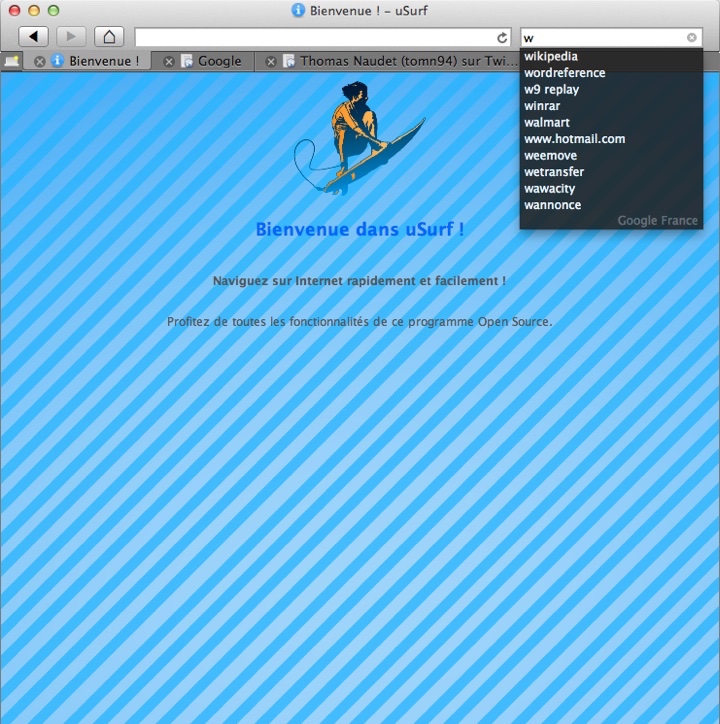 Bienvenue ! – uSurf
w
Bienvenue !
Google
Thomas Naudet (tomn94) sur Twi...
wikipedia
wordreference
w9 replay
winrar
walmart
www.hotmail.com
weemove
wetransfer
wawacity
wannonce
Google France
Bienvenue dans uSurf !
Naviguez sur Internet rapidement et facilement !
Profitez de toutes les fonctionnalités de ce programme Open Source.